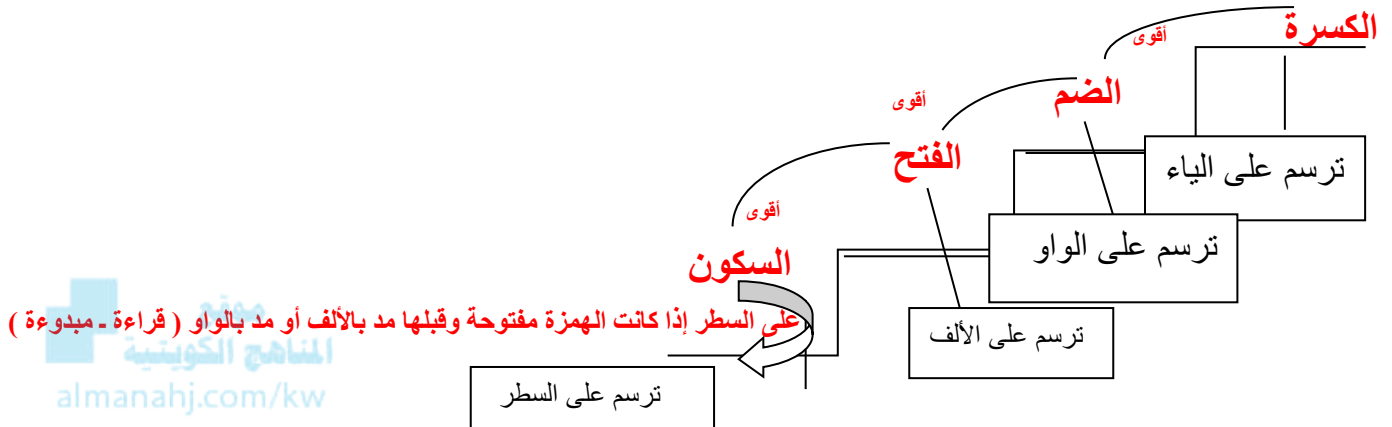 الكسرة
أقوى
الضم
أقوى
الفتح
ترسم على الياء
أقوى
ترسم على الواو
السكون
على السطر إذا كانت الهمزة مفتوحة وقبلها مد بالألف أو مد بالواو ( قراءة ـ مبدوءة )
موقع
المناهج الكويتية
almanahj.com/kw
ترسم على الألف
ترسم على السطر